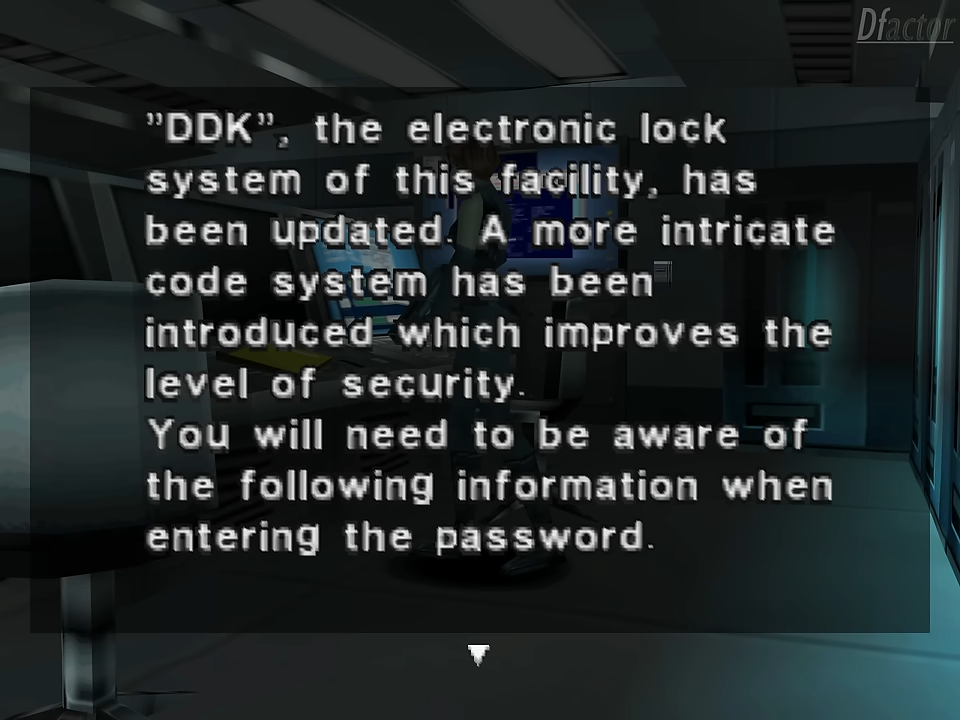 Dfactor
"DDK", the electronic lock
system of this facility, has
been updated. A more intricate
code system has been
introduced which improves the
level of security.
You will need to be aware of
the following information when
entering the password.